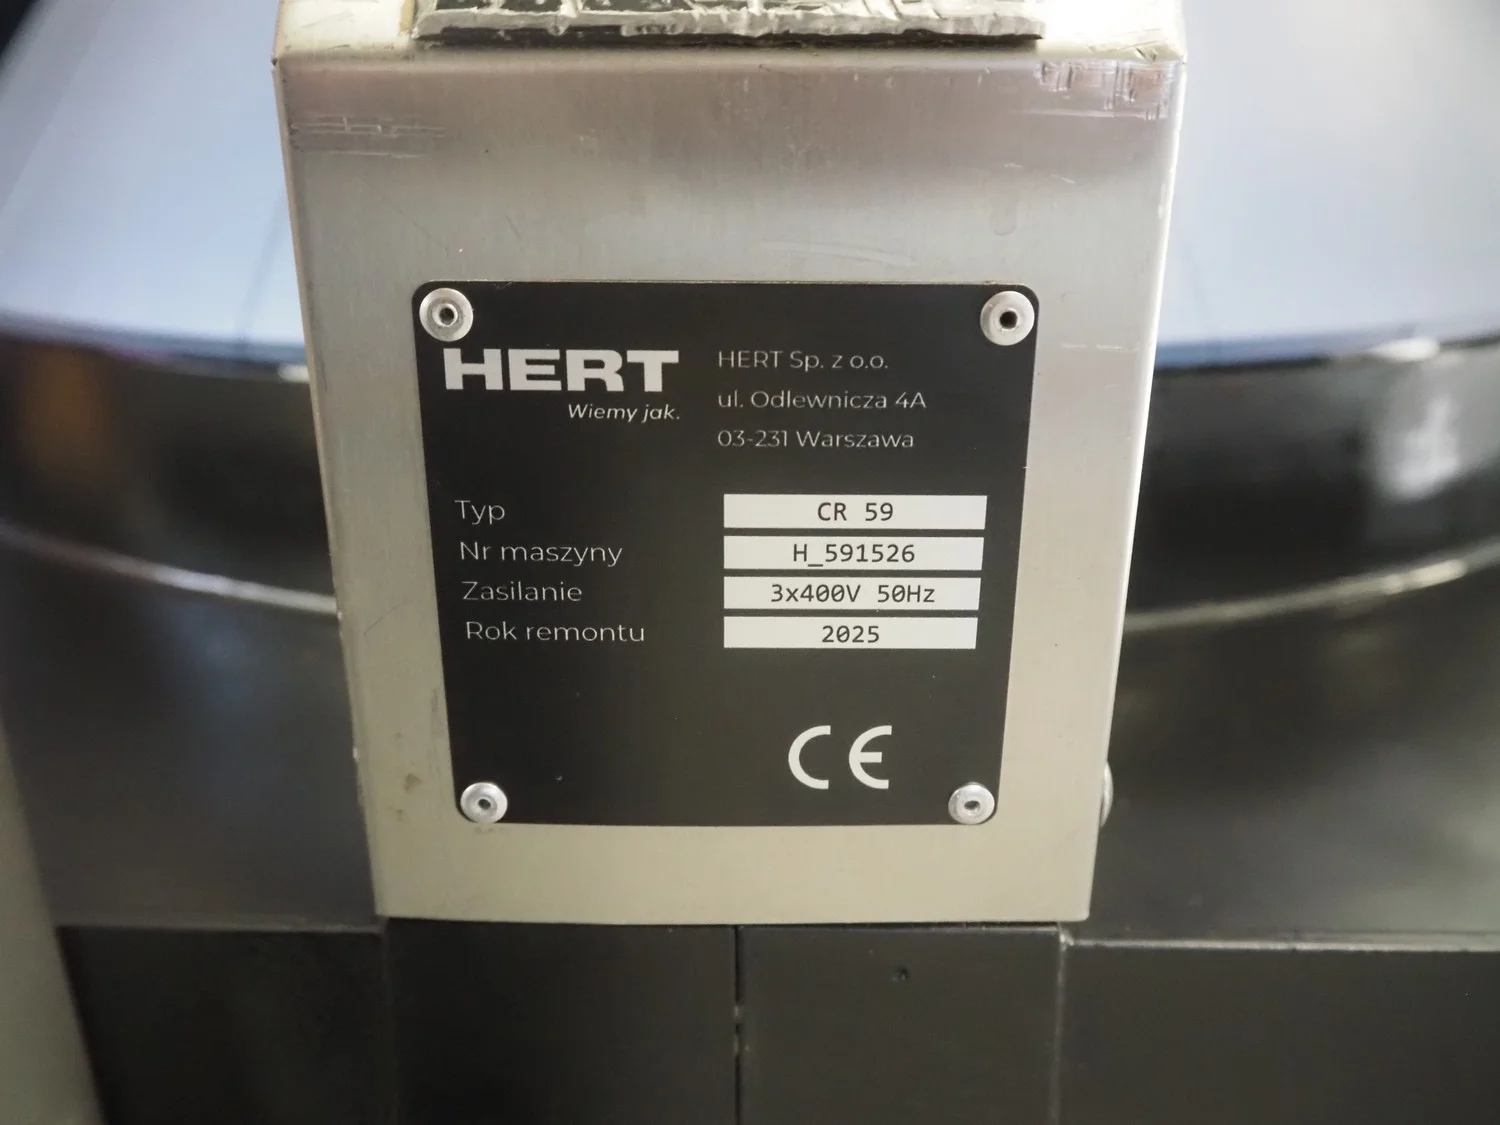 HERT
Wiemy jak.
HERT Sp. z o.o.
ul. Odlewnicza 4A
03-231 Warszawa
Typ CR 59
Nr maszyny H_591526
Zasilanie 3x400V 50Hz
Rok remontu 2025
CE